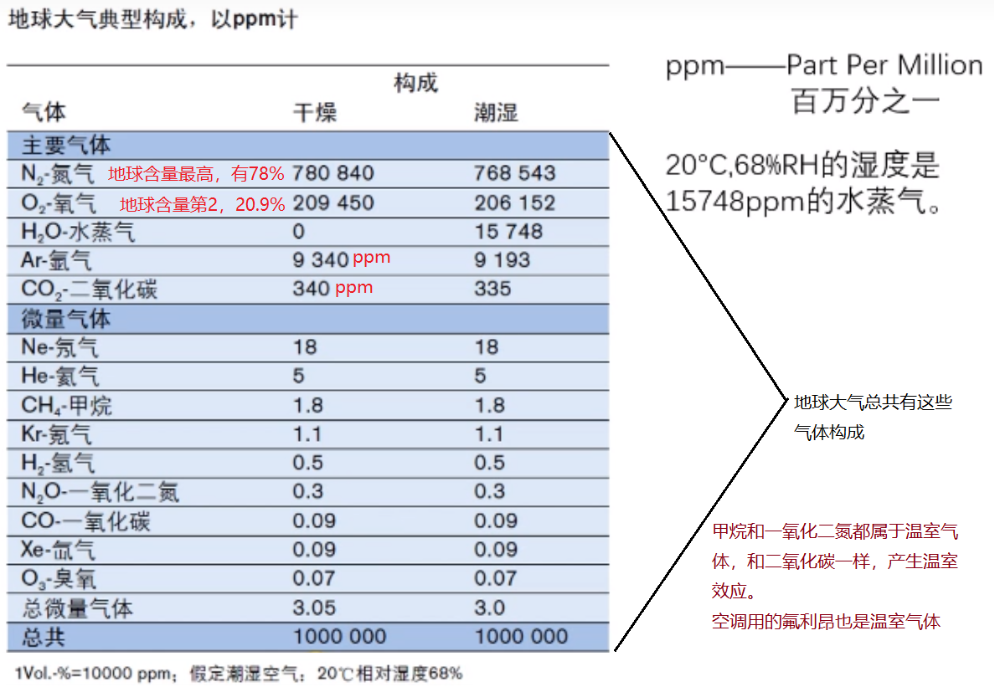 地球大气典型构成，以ppm计
ppm——Part Per Million
百万分之一
构成
气体 干燥 潮湿
主要气体
N₂-氮气 地球含量最高，有78% 780 840 768 543
O₂-氧气 地球含量第2，20.9% 209 450 206 152
H₂O-水蒸气 0 15 748
Ar-氩气 9 340 ppm 9 193
CO₂-二氧化碳 340 ppm 335
微量气体
Ne-氖气 18 18
He-氦气 5 5
CH₄-甲烷 1.8 1.8
Kr-氪气 1.1 1.1
H₂-氢气 0.5 0.5
N₂O-一氧化二氮 0.3 0.3
CO-一氧化碳 0.09 0.09
Xe-氙气 0.09 0.09
O₃-臭氧 0.07 0.07
总微量气体 3.05 3.0
总共 1000 000 1000 000
1Vol.-%=10000 ppm；假定潮湿空气：20℃相对湿度68%
20°C,68%RH的湿度是
15748ppm的水蒸气。
地球大气总共有这些
气体构成
甲烷和一氧化二氮都属于温室气
体，和二氧化碳一样，产生温室
效应。
空调用的氟利昂也是温室气体